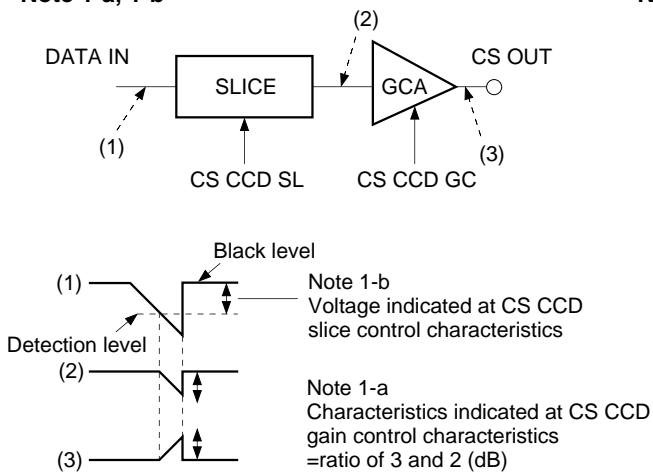 Note 1-a, 1-b
(2)
DATA IN
CS OUT
SLICE
GCA
(1)
(3)
CS CCD SL
CS CCD GC
Black level
(1)
Note 1-b
Voltage indicated at CS CCD
slice control characteristics
Detection level
(2)
Note 1-a
Characteristics indicated at CS CCD
gain control characteristics
=ratio of 3 and 2 (dB)
(3)